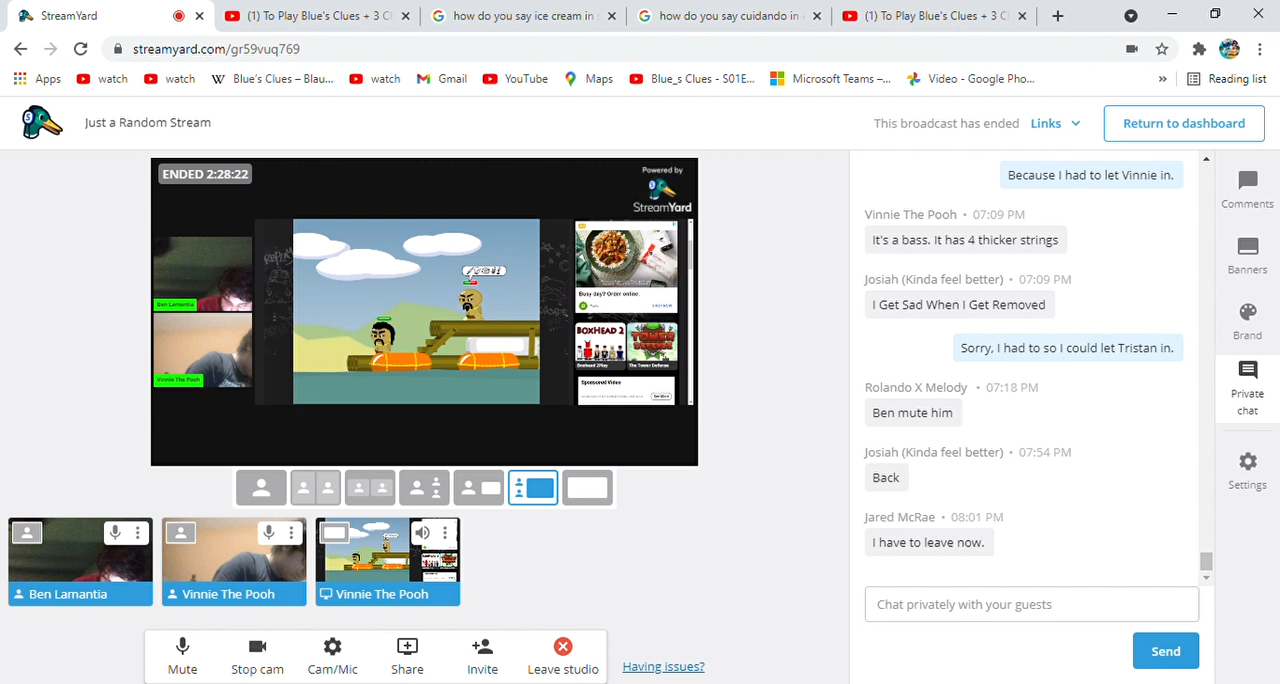 StreamYard
(1) To Play Blue's Clues + 3 C
how do you say ice cream in s
how do you say cuidando in
(1) To Play Blue's Clues + 3 C
streamyard.com/gr59vuq769
Apps
watch
watch
Blue's Clues – Blau...
watch
Gmail
YouTube
Maps
Blue_s Clues - S01E...
Microsoft Teams –...
Video - Google Pho...
»
Reading list
Just a Random Stream
This broadcast has ended
Links
Return to dashboard
ENDED 2:28:22
Powered by
StreamYard
Ben Lamantia
Vinnie The Pooh
Busy day? Order online.
BOXHEAD 2
TOWER
DEFENSE
Boxhead 2Play
The Tower Defense
Sponsored Video
Ben Lamantia
Vinnie The Pooh
Vinnie The Pooh
Mute
Stop cam
Cam/Mic
Share
Invite
Leave studio
Having issues?
Because I had to let Vinnie in.
Vinnie The Pooh • 07:09 PM
It's a bass. It has 4 thicker strings
Josiah (Kinda feel better) • 07:09 PM
I Get Sad When I Get Removed
Sorry, I had to so I could let Tristan in.
Rolando X Melody • 07:18 PM
Ben mute him
Josiah (Kinda feel better) • 07:54 PM
Back
Jared McRae • 08:01 PM
I have to leave now.
Chat privately with your guests
Send
Comments
Banners
Brand
Private
chat
Settings